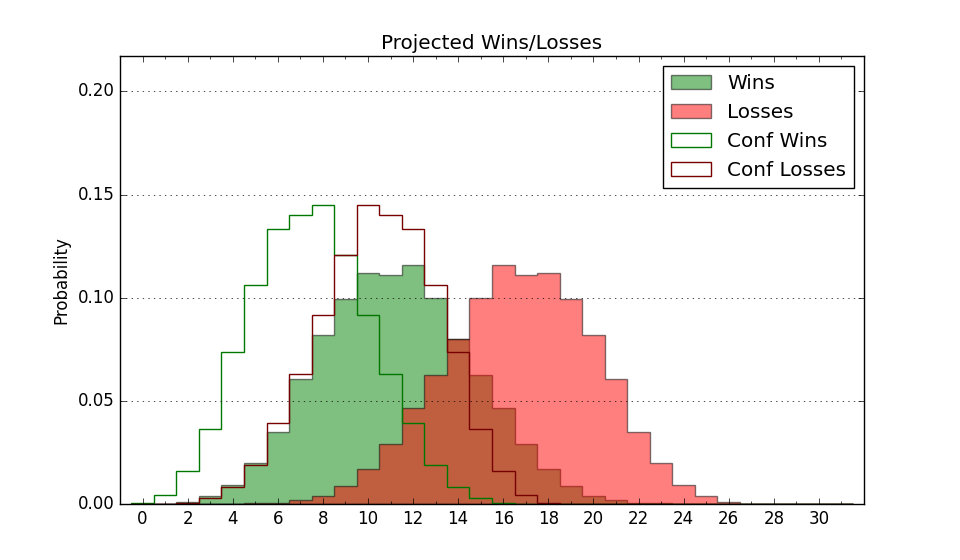 Projected Wins/Losses
Wins
Losses
Conf Wins
Conf Losses
Probability
0.20
0.15
0.10
0.05
0.00
0 2 4 6 8 10 12 14 16 18 20 22 24 26 28 30